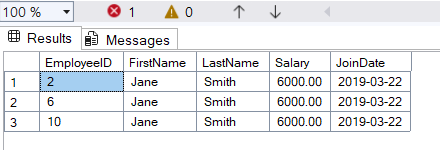 100 % 1 0
Results Messages
EmployeeID FirstName LastName Salary JoinDate
1 2 Jane Smith 6000.00 2019-03-22
2 6 Jane Smith 6000.00 2019-03-22
3 10 Jane Smith 6000.00 2019-03-22